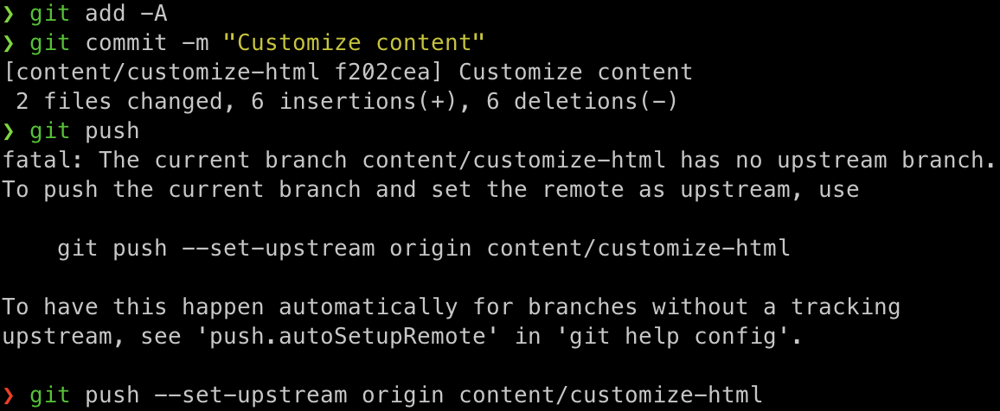 ❯ git add -A
❯ git commit -m "Customize content"
[content/customize-html f202cea] Customize content
 2 files changed, 6 insertions(+), 6 deletions(-)
❯ git push
fatal: The current branch content/customize-html has no upstream branch.
To push the current branch and set the remote as upstream, use

    git push --set-upstream origin content/customize-html

To have this happen automatically for branches without a tracking
upstream, see 'push.autoSetupRemote' in 'git help config'.

❯ git push --set-upstream origin content/customize-html